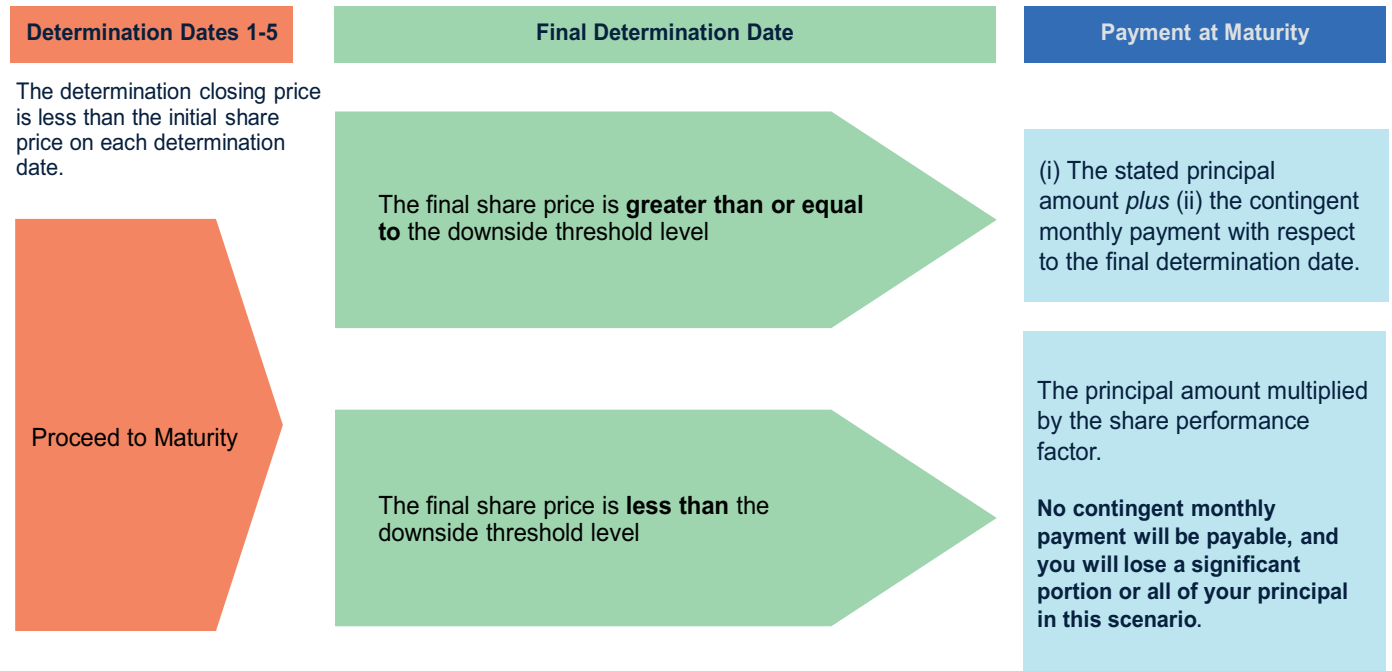 Determination Dates 1-5
Final Determination Date
Payment at Maturity
The determination closing price
is less than the initial share
price on each determination
date.
Proceed to Maturity
The final share price is greater than or equal
to the downside threshold level
(i) The stated principal
amount plus (ii) the contingent
monthly payment with respect
to the final determination date.
The final share price is less than the
downside threshold level
The principal amount multiplied
by the share performance
factor.
No contingent monthly
payment will be payable, and
you will lose a significant
portion or all of your principal
in this scenario.